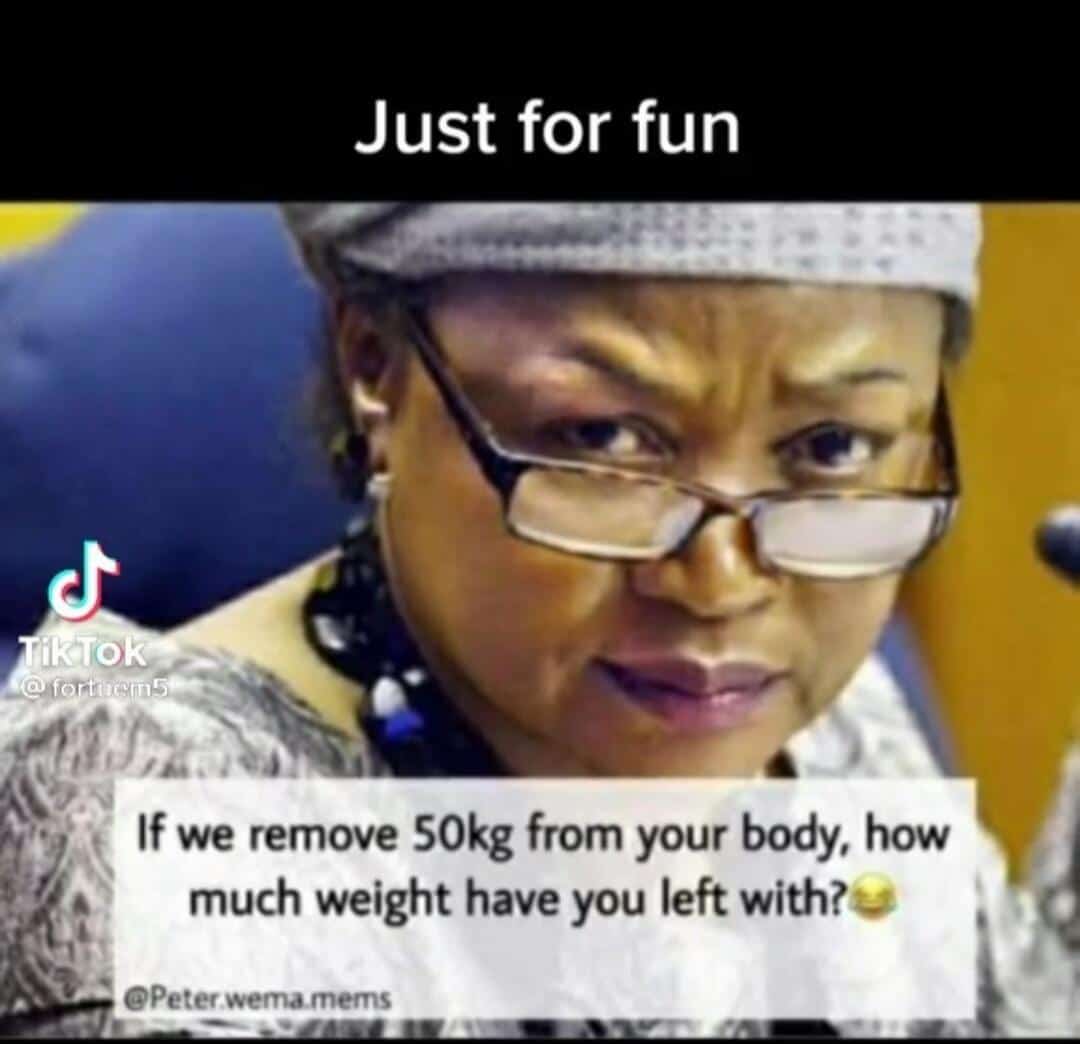 Just for fun
TikTok
If we remove 50kg from your body, how
much weight have you left with?😂
@Peter.wema.mems